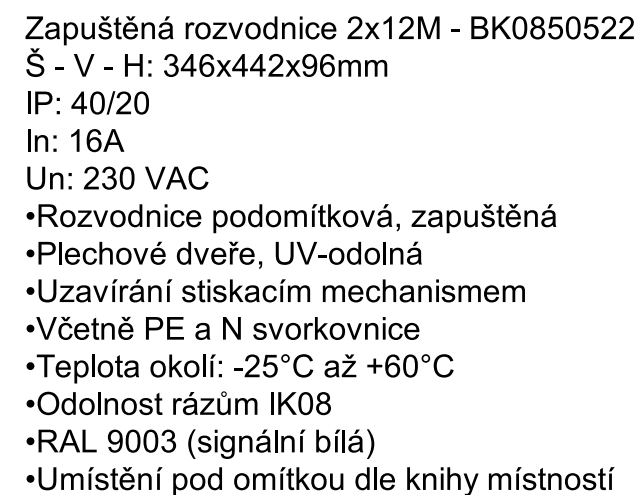 Zapuštěná rozvodnice 2x12M - BK0850522
Š - V - H: 346x442x96mm
IP: 40/20
In: 16A
Un: 230 VAC
•Rozvodnice podomítková, zapuštěná
•Plechové dveře, UV-odolná
•Uzavírání stiskacím mechanismem
•Včetně PE a N svorkovnice
•Teplota okolí: -25°C až +60°C
•Odolnost rázům IK08
•RAL 9003 (signální bílá)
•Umístění pod omítkou dle knihy místností